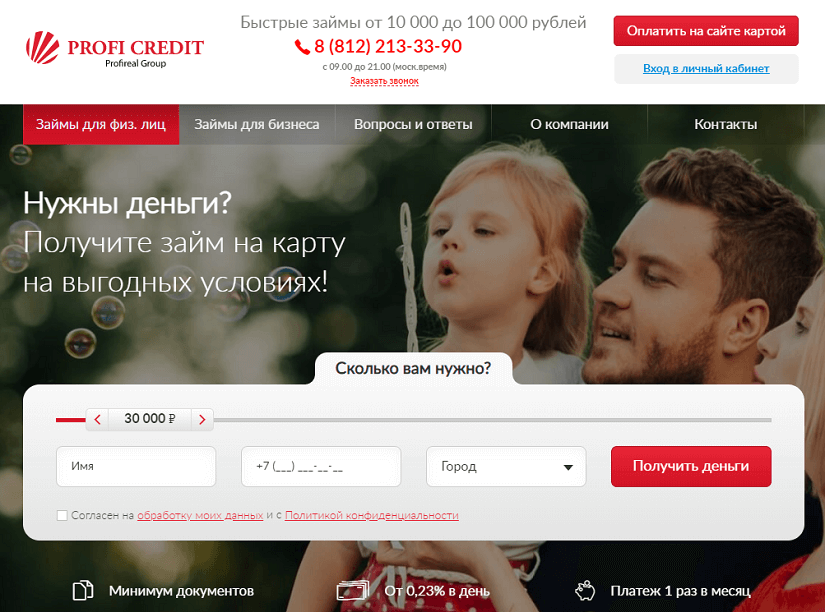 PROFI CREDIT
Profireal Group
Быстрые займы от 10 000 до 100 000 рублей
8 (812) 213-33-90
с 09.00 до 21.00 (моск.время)
Заказать звонок
Оплатить на сайте картой
Вход в личный кабинет
Займы для физ. лиц
Займы для бизнеса
Вопросы и ответы
О компании
Контакты
Нужны деньги?
Получите займ на карту
на выгодных условиях!
Сколько вам нужно?
30 000 ₽
Имя
+7 (___) ___-__-__
Город
Получить деньги
Согласен на обработку моих данных и с Политикой конфиденциальности
Минимум документов
От 0,23% в день
Платеж 1 раз в месяц